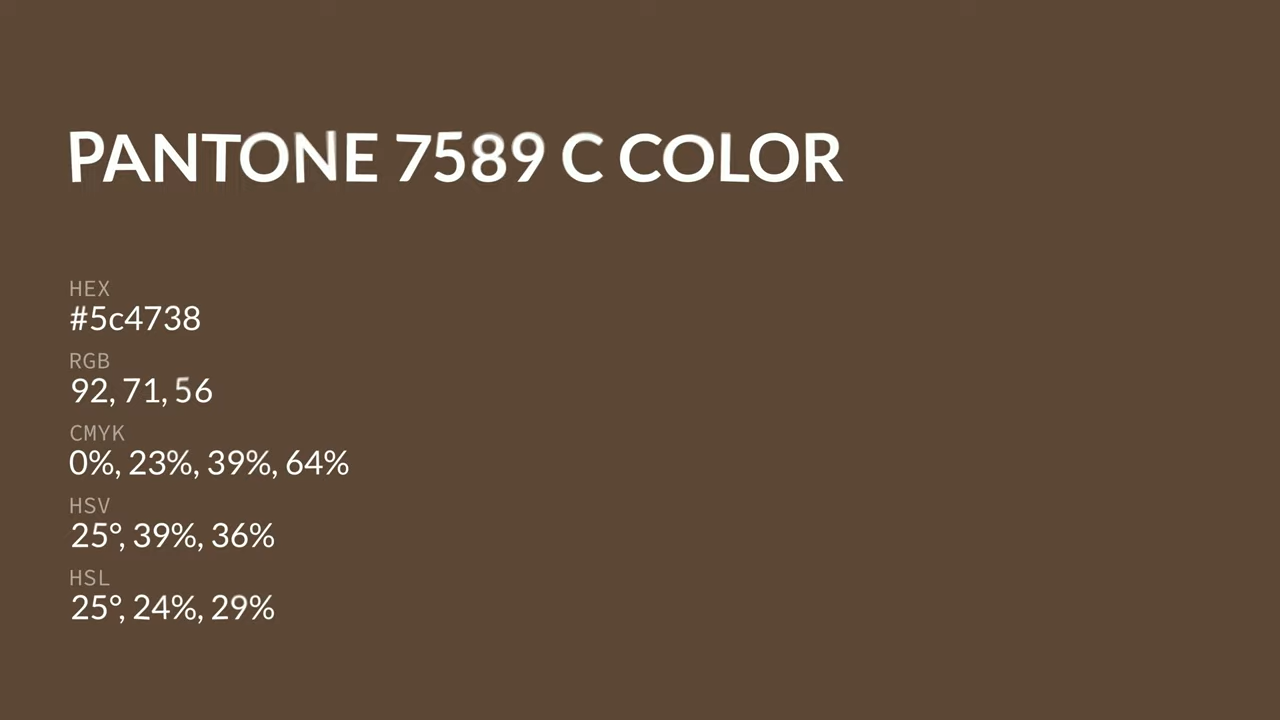 PANTONE 7589 C COLOR
HEX
#5c4738
RGB
92, 71, 56
CMYK
0%, 23%, 39%, 64%
HSV
25°, 39%, 36%
HSL
25°, 24%, 29%